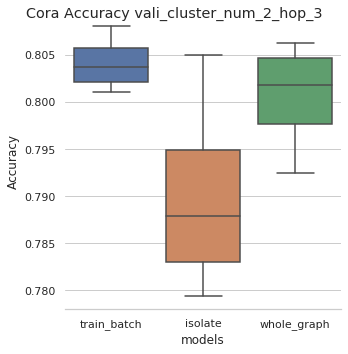 Cora Accuracy vali_cluster_num_2_hop_3
0.805
0.800
0.795
0.790
0.785
0.780
Accuracy
train_batch
isolate
whole_graph
models